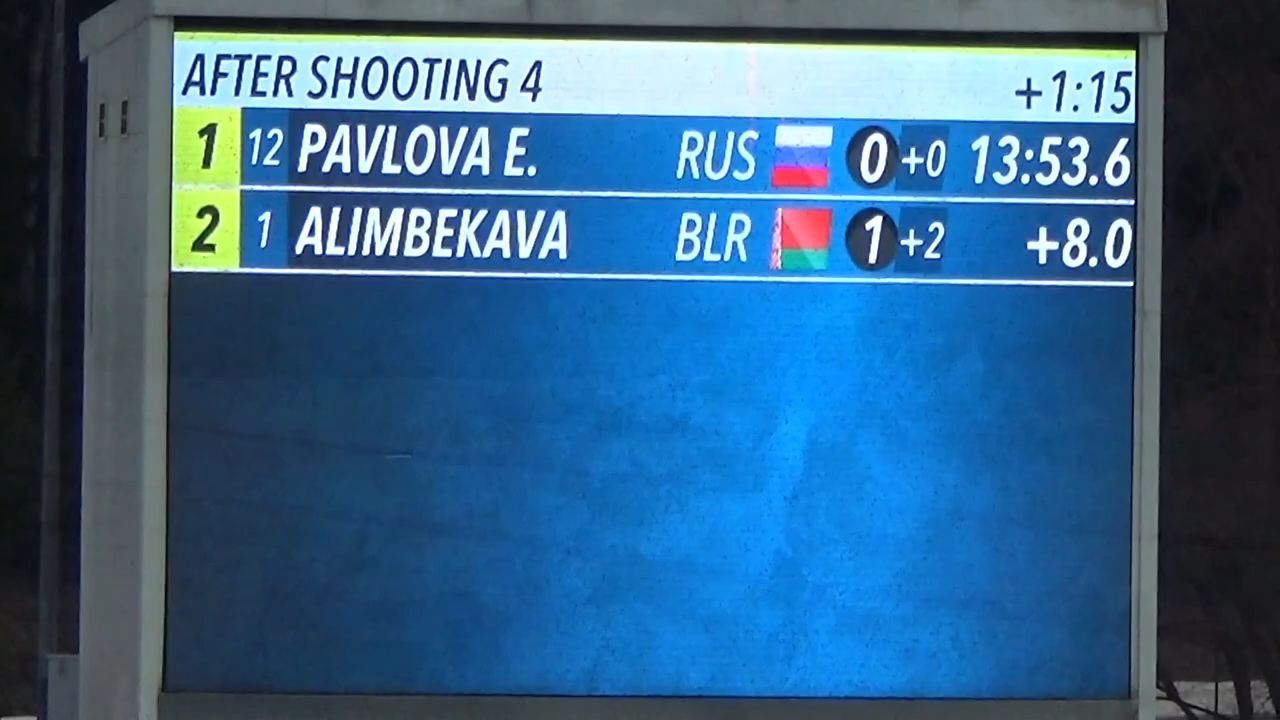 AFTER SHOOTING 4 +1:15
1 12 PAVLOVA E. RUS 0 +0 13:53.6
2 1 ALIMBEKAVA BLR 1 +2 +8.0